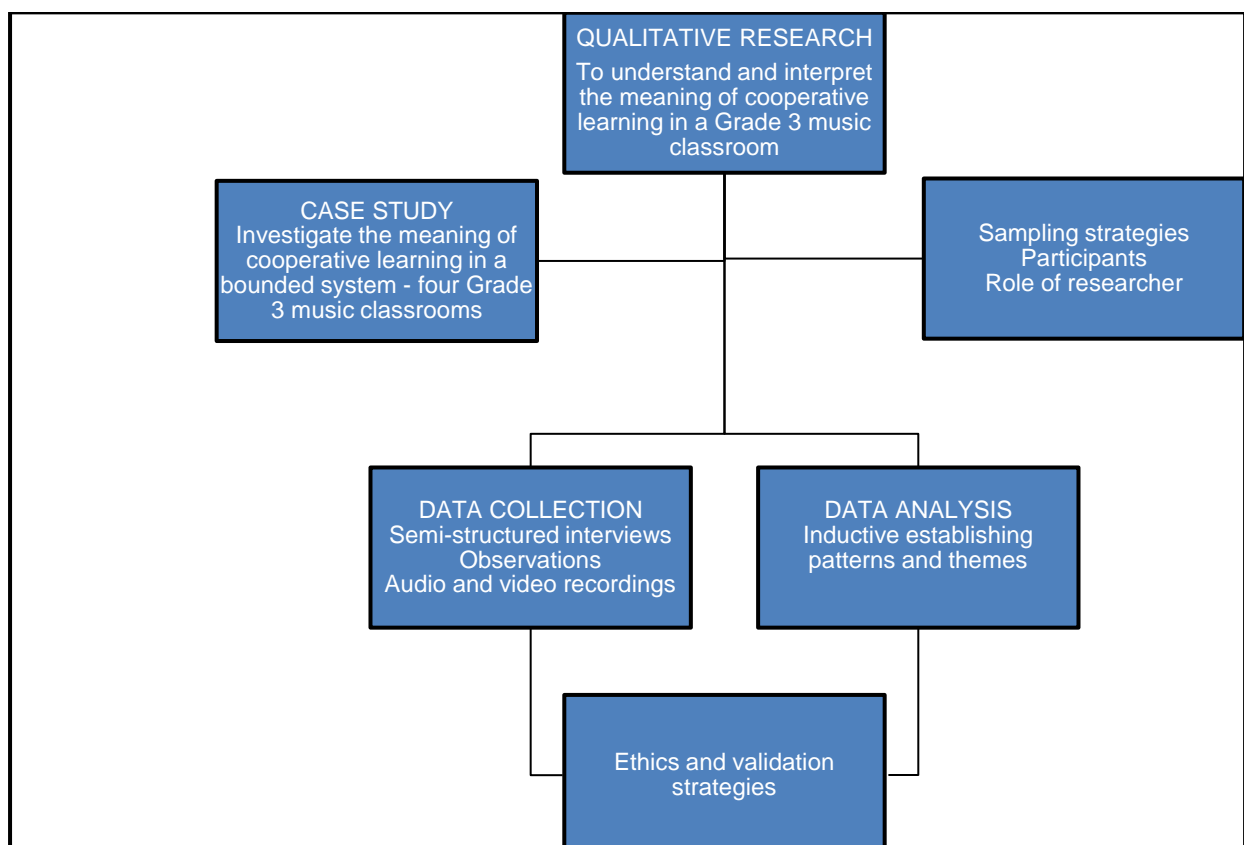 QUALITATIVE RESEARCH
To understand and interpret
the meaning of cooperative
learning in a Grade 3 music
classroom
CASE STUDY
Investigate the meaning of
cooperative learning in a
bounded system - four Grade
3 music classrooms
Sampling strategies
Participants
Role of researcher
DATA COLLECTION
Semi-structured interviews
Observations
Audio and video recordings
DATA ANALYSIS
Inductive establishing
patterns and themes
Ethics and validation
strategies